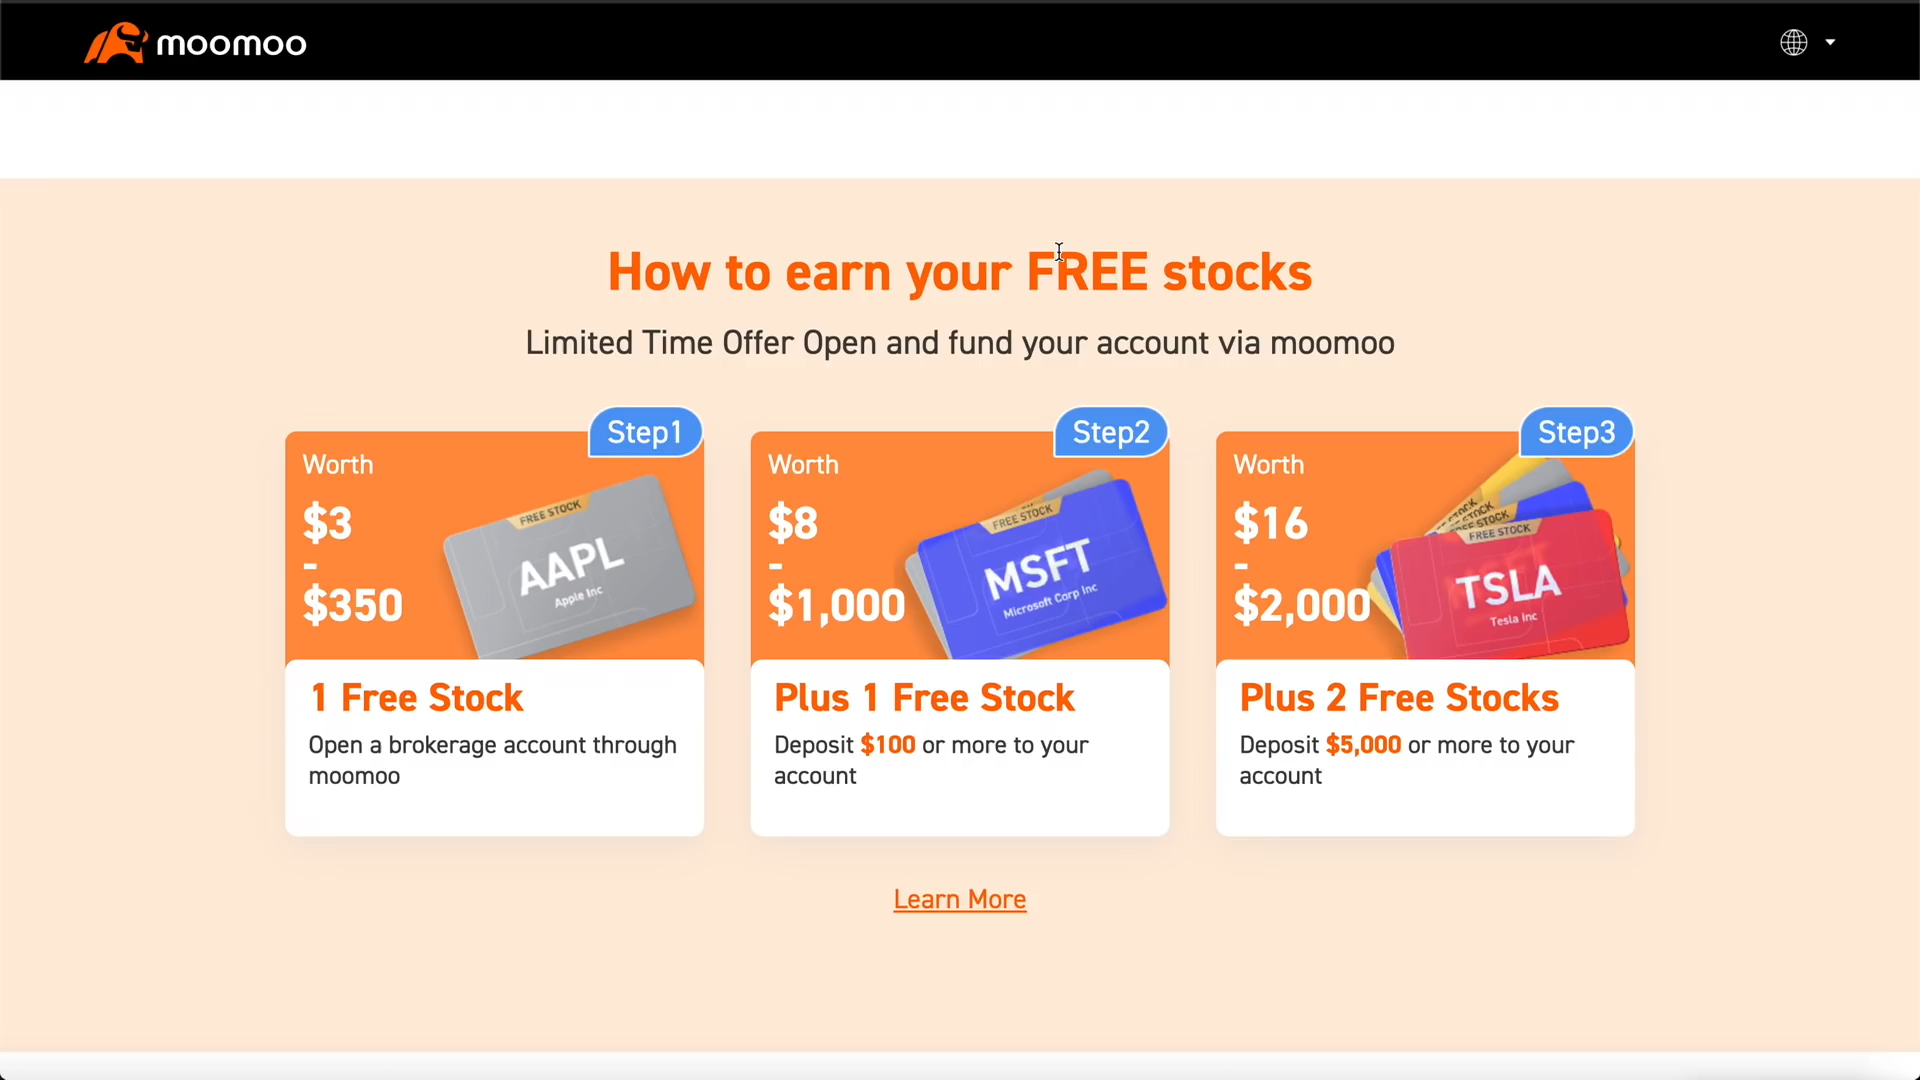 moomoo
How to earn your FREE stocks
Limited Time Offer Open and fund your account via moomoo
Step1
Worth
$3
-
$350
FREE STOCK
AAPL
Apple Inc
1 Free Stock
Open a brokerage account through
moomoo
Step2
Worth
$8
-
$1,000
FREE STOCK
MSFT
Microsoft Corp Inc
Plus 1 Free Stock
Deposit $100 or more to your
account
Step3
Worth
$16
-
$2,000
STOCK
STOCK
FREE STOCK
TSLA
Tesla Inc
Plus 2 Free Stocks
Deposit $5,000 or more to your
account
Learn More